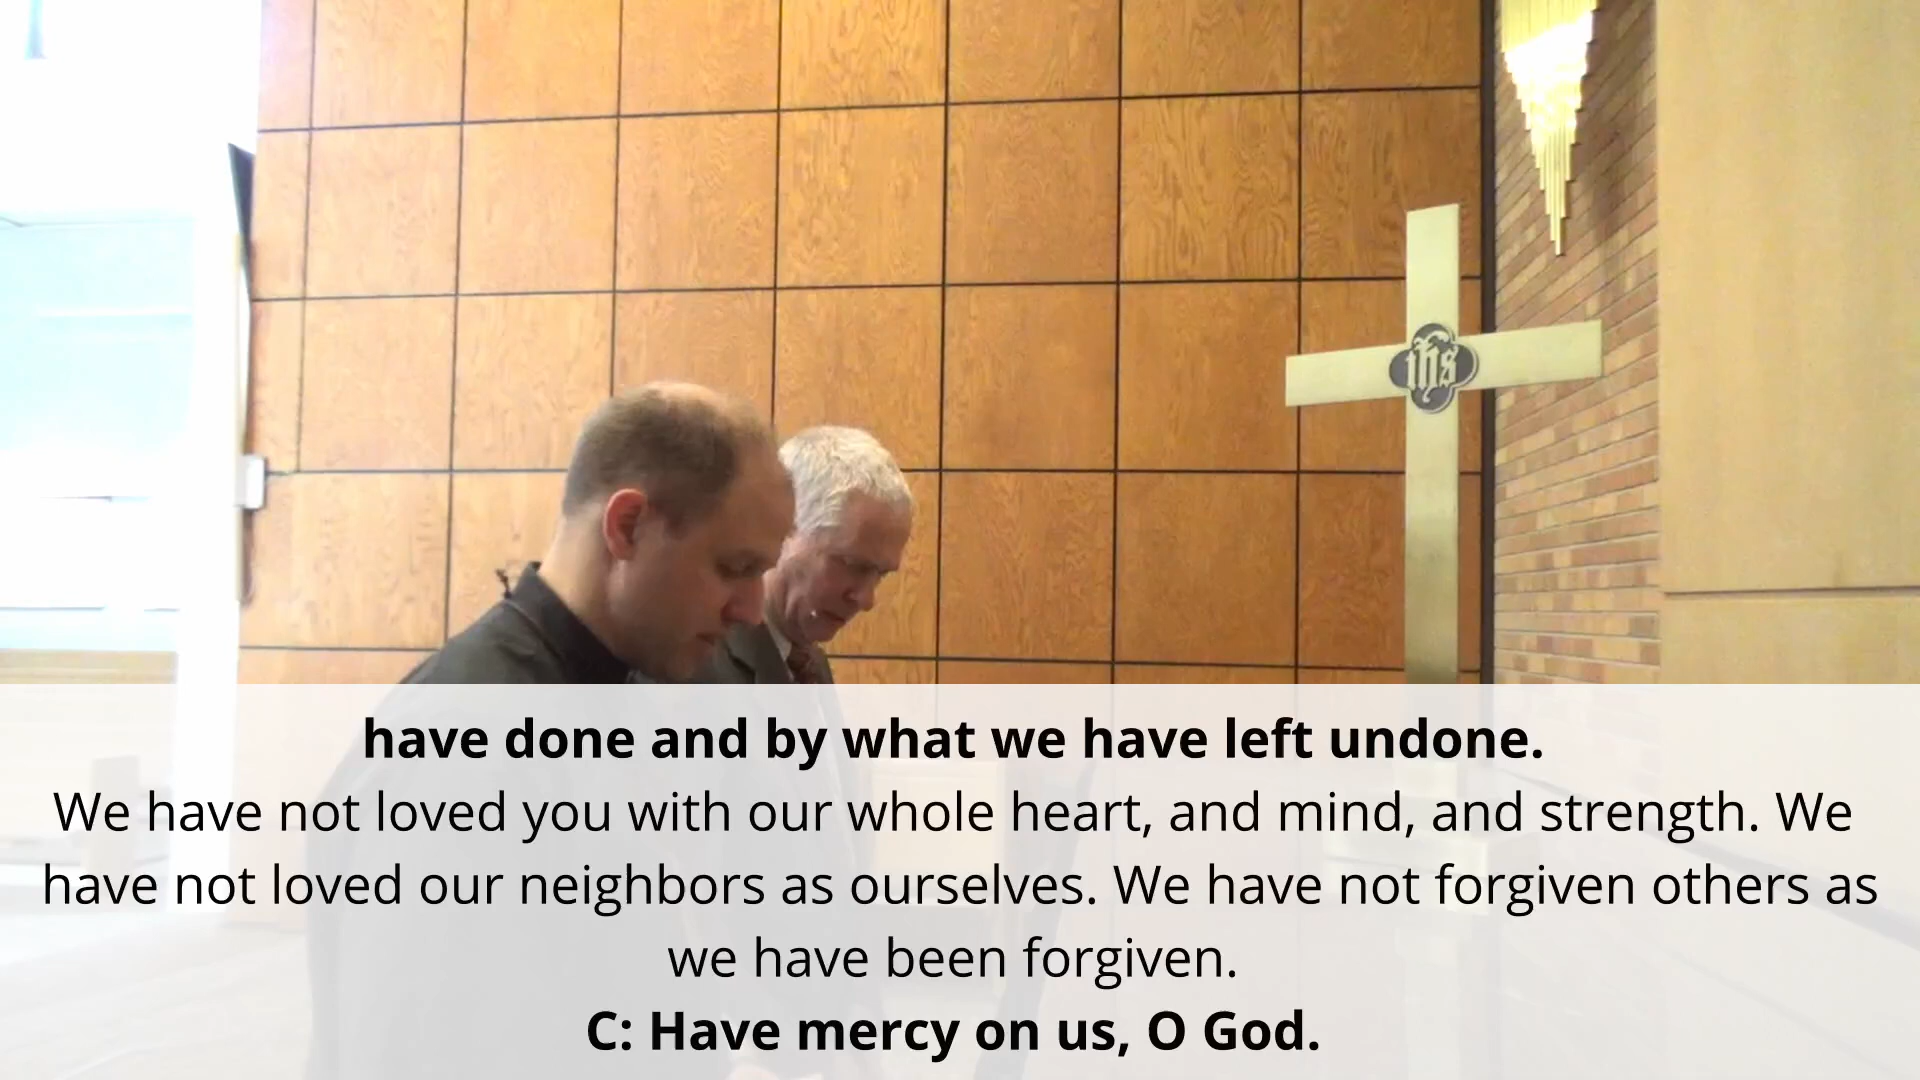 ihs
have done and by what we have left undone.
We have not loved you with our whole heart, and mind, and strength. We
have not loved our neighbors as ourselves. We have not forgiven others as
we have been forgiven.
C: Have mercy on us, O God.